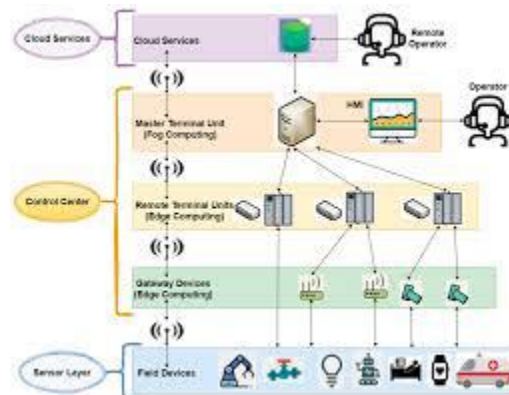 Cloud Services
Cloud Services
Remote
Operator
Master Terminal Unit
(Fog Computing)
HMI
Operator
Control Center
Remote Terminal Units
(Edge Computing)
Gateway Devices
(Edge Computing)
Sensor Layer
Field Devices